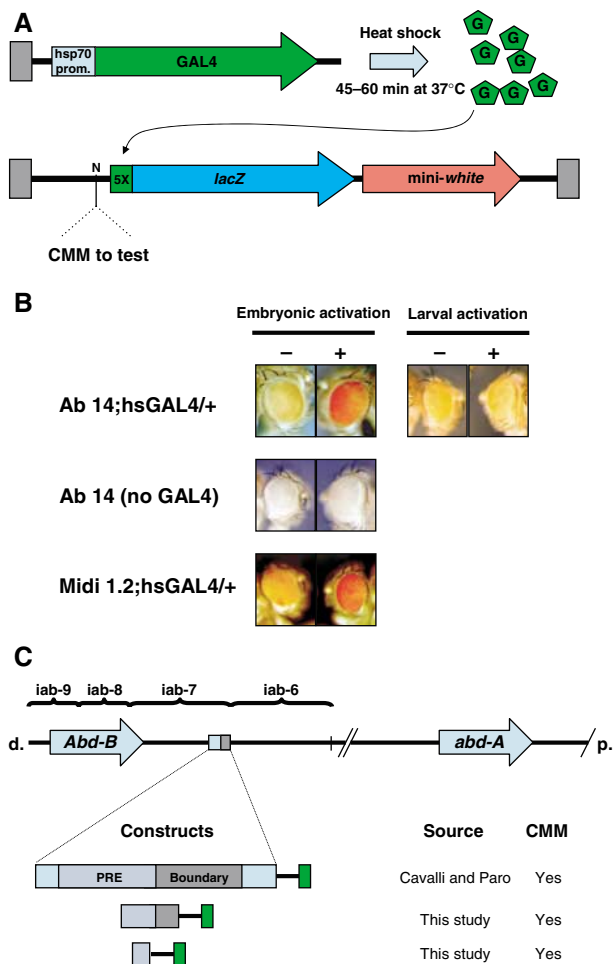 A
hsp70
prom.
GAL4
Heat shock
45–60 min at 37°C
G
G
G
G
G
G
G
N
5X
lacZ
mini-white
CMM to test
B
Embryonic activation
Larval activation
– + – +
Ab 14;hsGAL4/+
Ab 14 (no GAL4)
Midi 1.2;hsGAL4/+
C
iab-9 iab-8 iab-7 iab-6
d. Abd-B abd-A p.
Constructs Source CMM
PRE Boundary Cavalli and Paro Yes
This study Yes
This study Yes